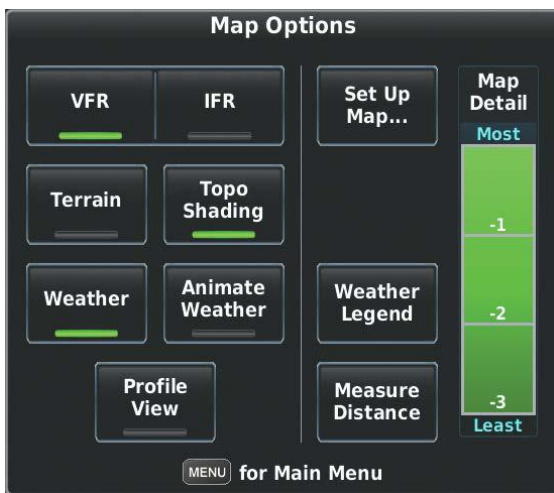 Map Options
VFR
IFR
Set Up
Map...
Map
Detail
Most
Terrain
Topo
Shading
-1
Weather
Animate
Weather
Weather
Legend
-2
Profile
View
Measure
Distance
-3
Least
MENU for Main Menu